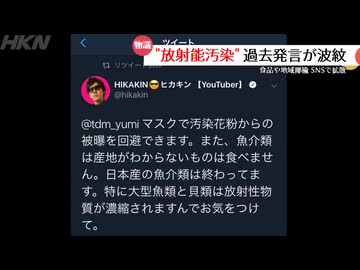 HKN
物議
ツイート
"放射能汚染" 過去発言が波紋
食品や地域揶揄 SNSで拡散
HIKAKIN😎ヒカキン 【YouTuber】
@hikakin
@tdm_yumi マスクで汚染花粉からの
被曝を回避できます。また、魚介類
は産地がわからないものは食べませ
ん。日本産の魚介類は終わってま
す。特に大型魚類と貝類は放射性物
質が濃縮されますんでお気をつけ
て。